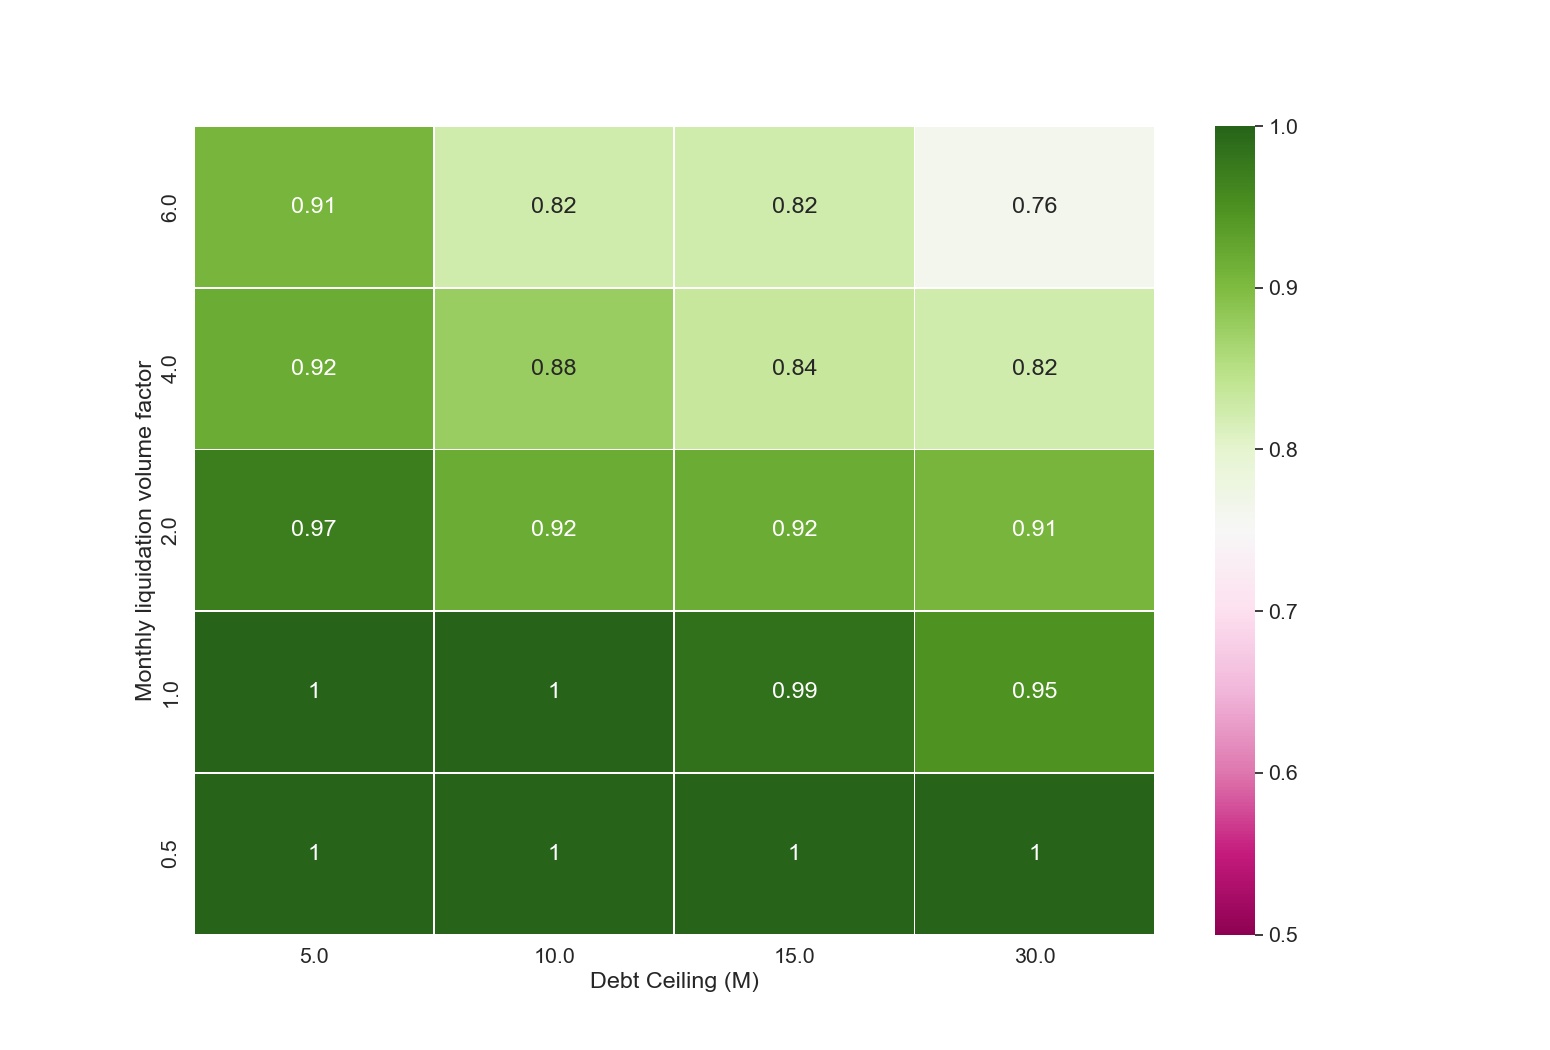 1.0
6.0 0.91 0.82 0.82 0.76
0.9
4.0 0.92 0.88 0.84 0.82
0.8
Monthly liquidation volume factor
2.0 0.97 0.92 0.92 0.91
0.7
1.0 1 1 0.99 0.95
0.6
0.5 1 1 1 1
0.5
5.0 10.0 15.0 30.0
Debt Ceiling (M)